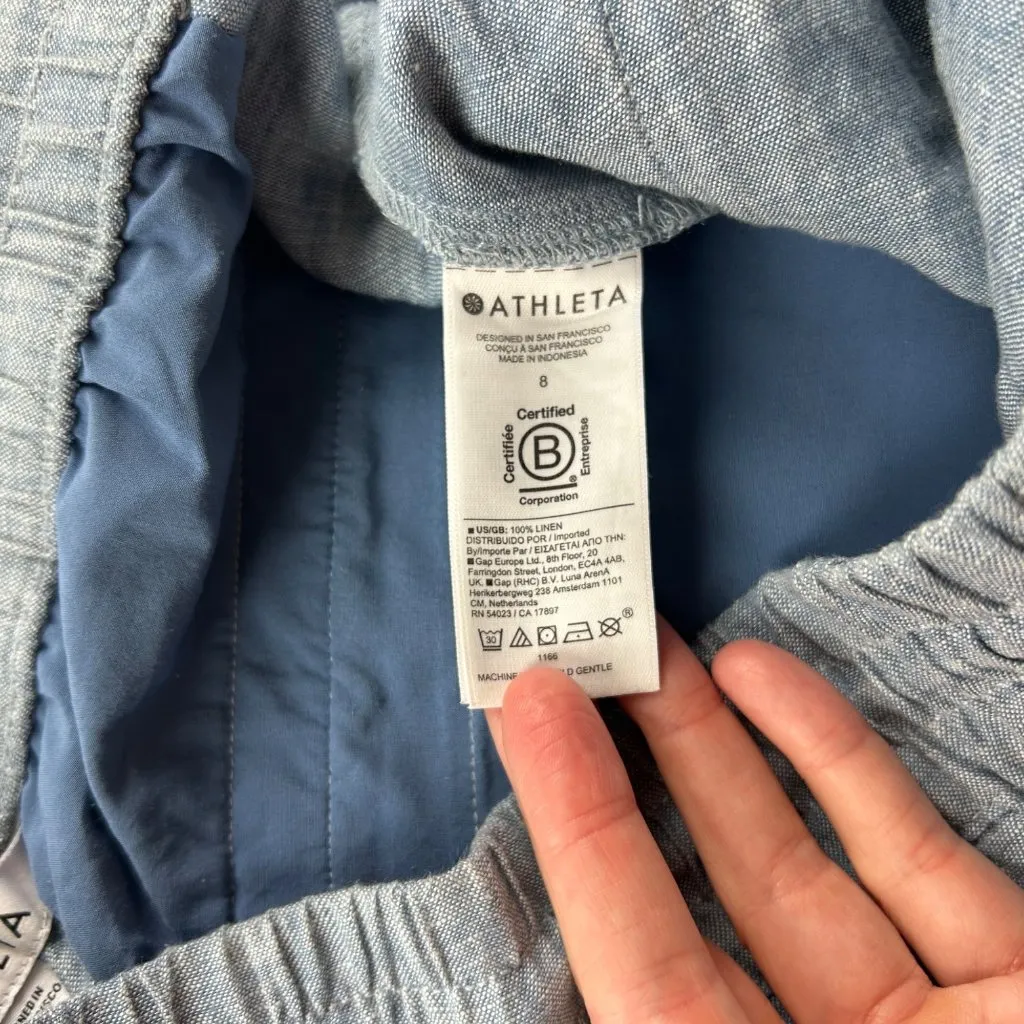 ATHLETA
DESIGNED IN SAN FRANCISCO
CONÇU À SAN FRANCISCO
MADE IN INDONESIA
8
Certified
Certifiée
B
Entreprise
®
Corporation
■ US/GB: 100% LINEN
DISTRIBUIDO POR / Imported
By/Importe Par / ΕΙΣΑΓΕΤΑΙ ΑΠΟ ΤΗΝ:
■ Gap Europe Ltd., 8th Floor, 20
Farringdon Street, London, EC4A 4AB,
UK. ■ Gap (RHC) B.V. Luna ArenA
Herikerbergweg 238 Amsterdam 1101
CM, Netherlands
RN 54023 / CA 17897
30
®
1166
MACHINE GENTLE